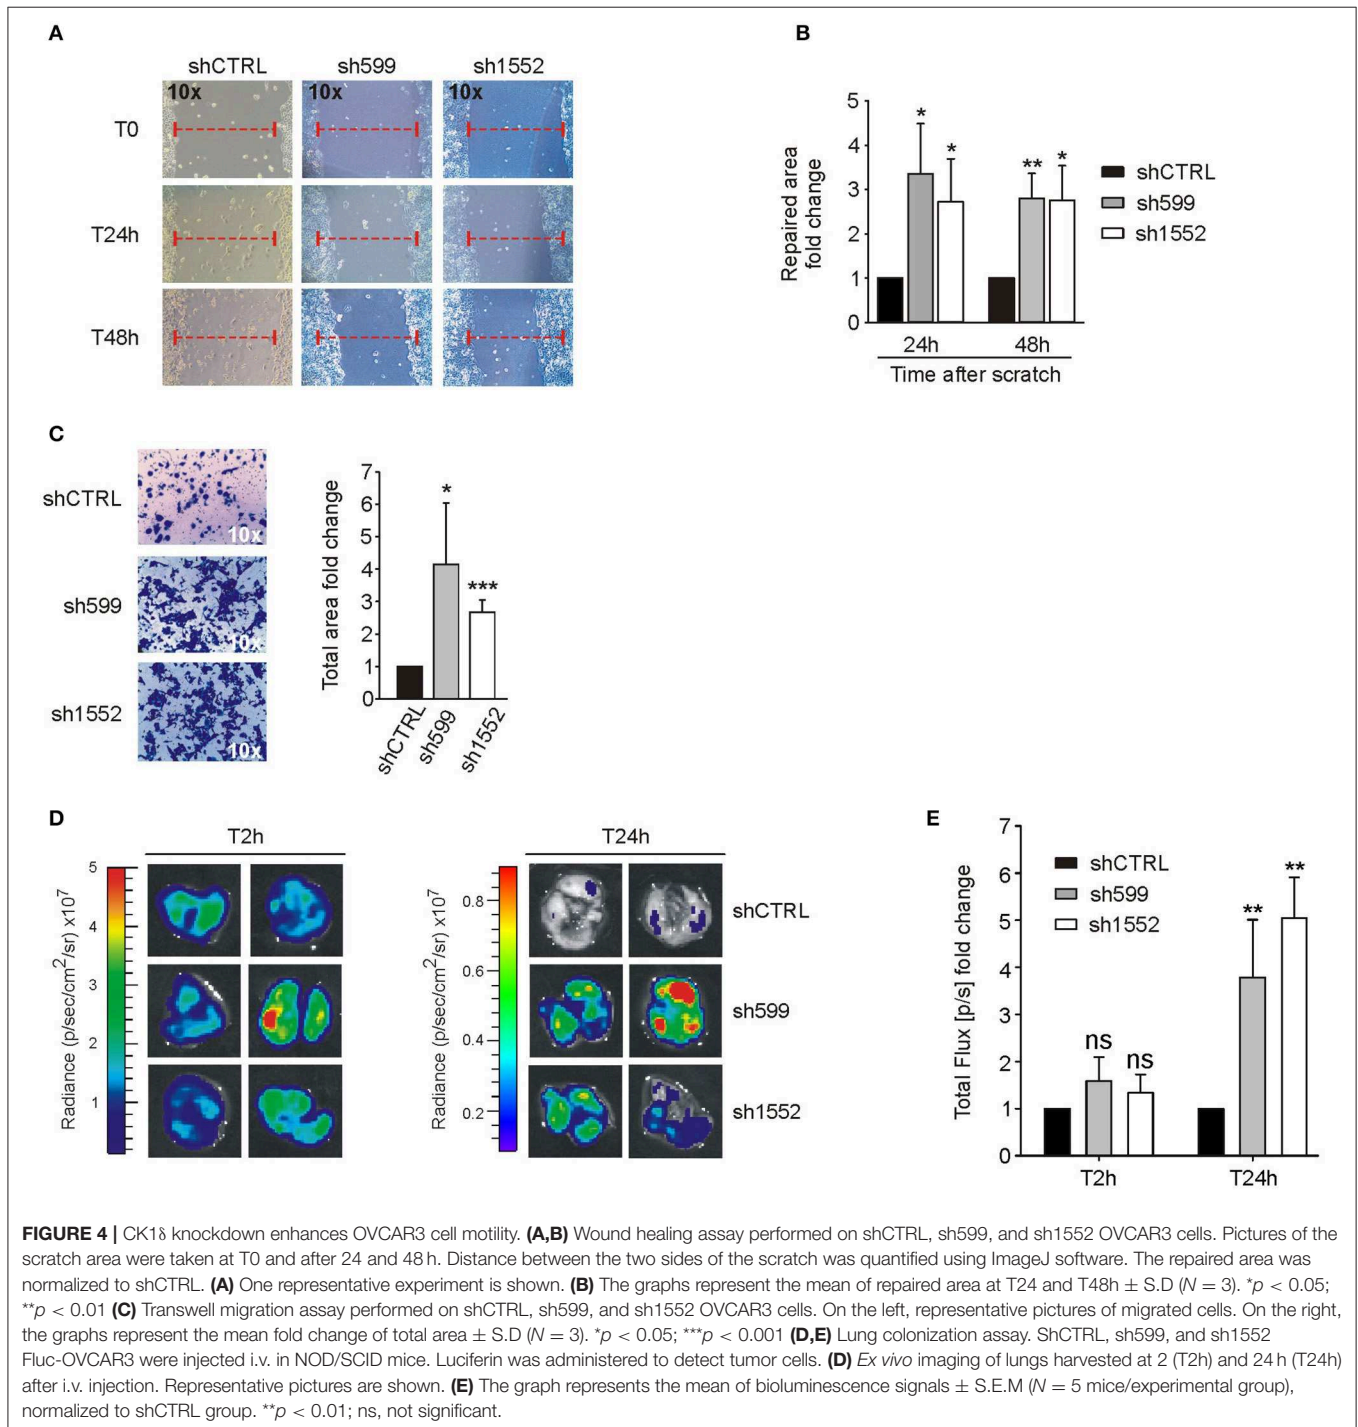 A
shCTRL sh599 sh1552
10x 10x 10x
T0
T24h
T48h
B
Repaired area
fold change
5
4
3
2
1
0
* * ** *
shCTRL
sh599
sh1552
24h 48h
Time after scratch
C
shCTRL
10x
sh599
10x
sh1552
10x
Total area fold change
7
6
5
4
3
2
1
0
*
***
shCTRL sh599 sh1552
D
T2h T24h
Radiance (p/sec/cm²/sr) x10⁷
5
4
3
2
1
Radiance (p/sec/cm²/sr) x10⁷
0.8
0.6
0.4
0.2
shCTRL
sh599
sh1552
E
Total Flux [p/s] fold change
7
6
5
4
3
2
1
0
shCTRL
sh599
sh1552
ns ns ** **
T2h T24h
FIGURE 4 | CK1δ knockdown enhances OVCAR3 cell motility. (A,B) Wound healing assay performed on shCTRL, sh599, and sh1552 OVCAR3 cells. Pictures of the
scratch area were taken at T0 and after 24 and 48 h. Distance between the two sides of the scratch was quantified using ImageJ software. The repaired area was
normalized to shCTRL. (A) One representative experiment is shown. (B) The graphs represent the mean of repaired area at T24 and T48h ± S.D (N = 3). *p < 0.05;
**p < 0.01 (C) Transwell migration assay performed on shCTRL, sh599, and sh1552 OVCAR3 cells. On the left, representative pictures of migrated cells. On the right,
the graphs represent the mean fold change of total area ± S.D (N = 3). *p < 0.05; ***p < 0.001 (D,E) Lung colonization assay. ShCTRL, sh599, and sh1552
Fluc-OVCAR3 were injected i.v. in NOD/SCID mice. Luciferin was administered to detect tumor cells. (D) Ex vivo imaging of lungs harvested at 2 (T2h) and 24 h (T24h)
after i.v. injection. Representative pictures are shown. (E) The graph represents the mean of bioluminescence signals ± S.E.M (N = 5 mice/experimental group),
normalized to shCTRL group. **p < 0.01; ns, not significant.